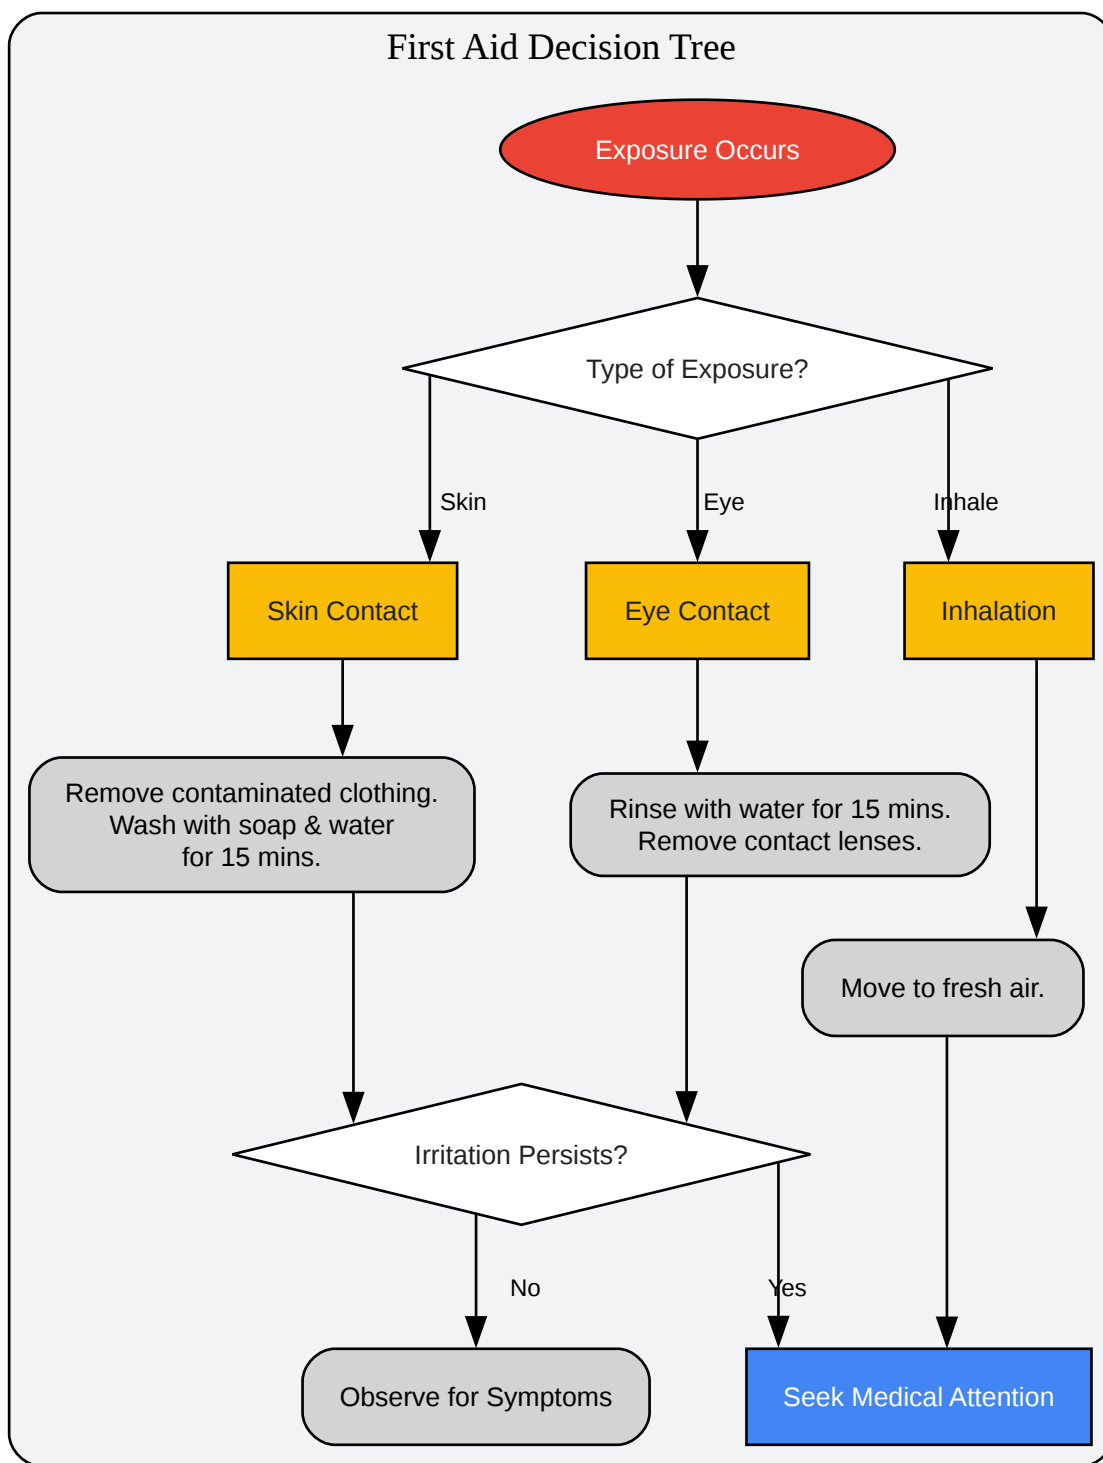 First Aid Decision Tree
Exposure Occurs
Type of Exposure?
Skin
Eye
Inhale
Skin Contact
Eye Contact
Inhalation
Remove contaminated clothing.
Wash with soap & water
for 15 mins.
Rinse with water for 15 mins.
Remove contact lenses.
Move to fresh air.
Irritation Persists?
No
Yes
Observe for Symptoms
Seek Medical Attention